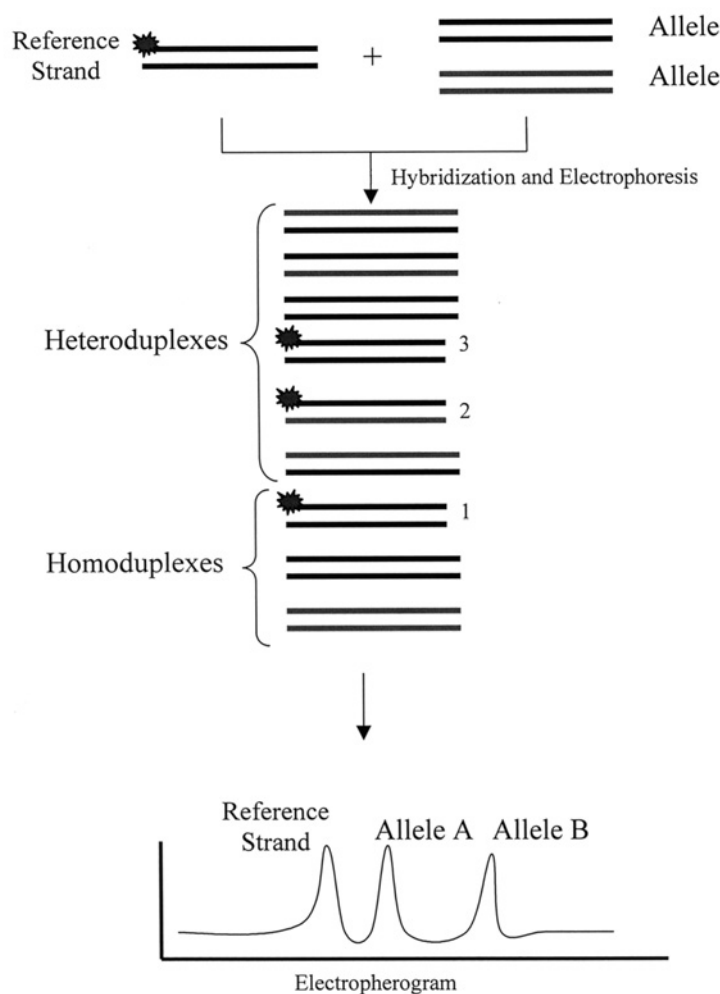 Reference
Strand
+
Allele
Allele
Hybridization and Electrophoresis
Heteroduplexes
3
2
1
Homoduplexes
Reference
Strand
Allele A
Allele B
Electropherogram